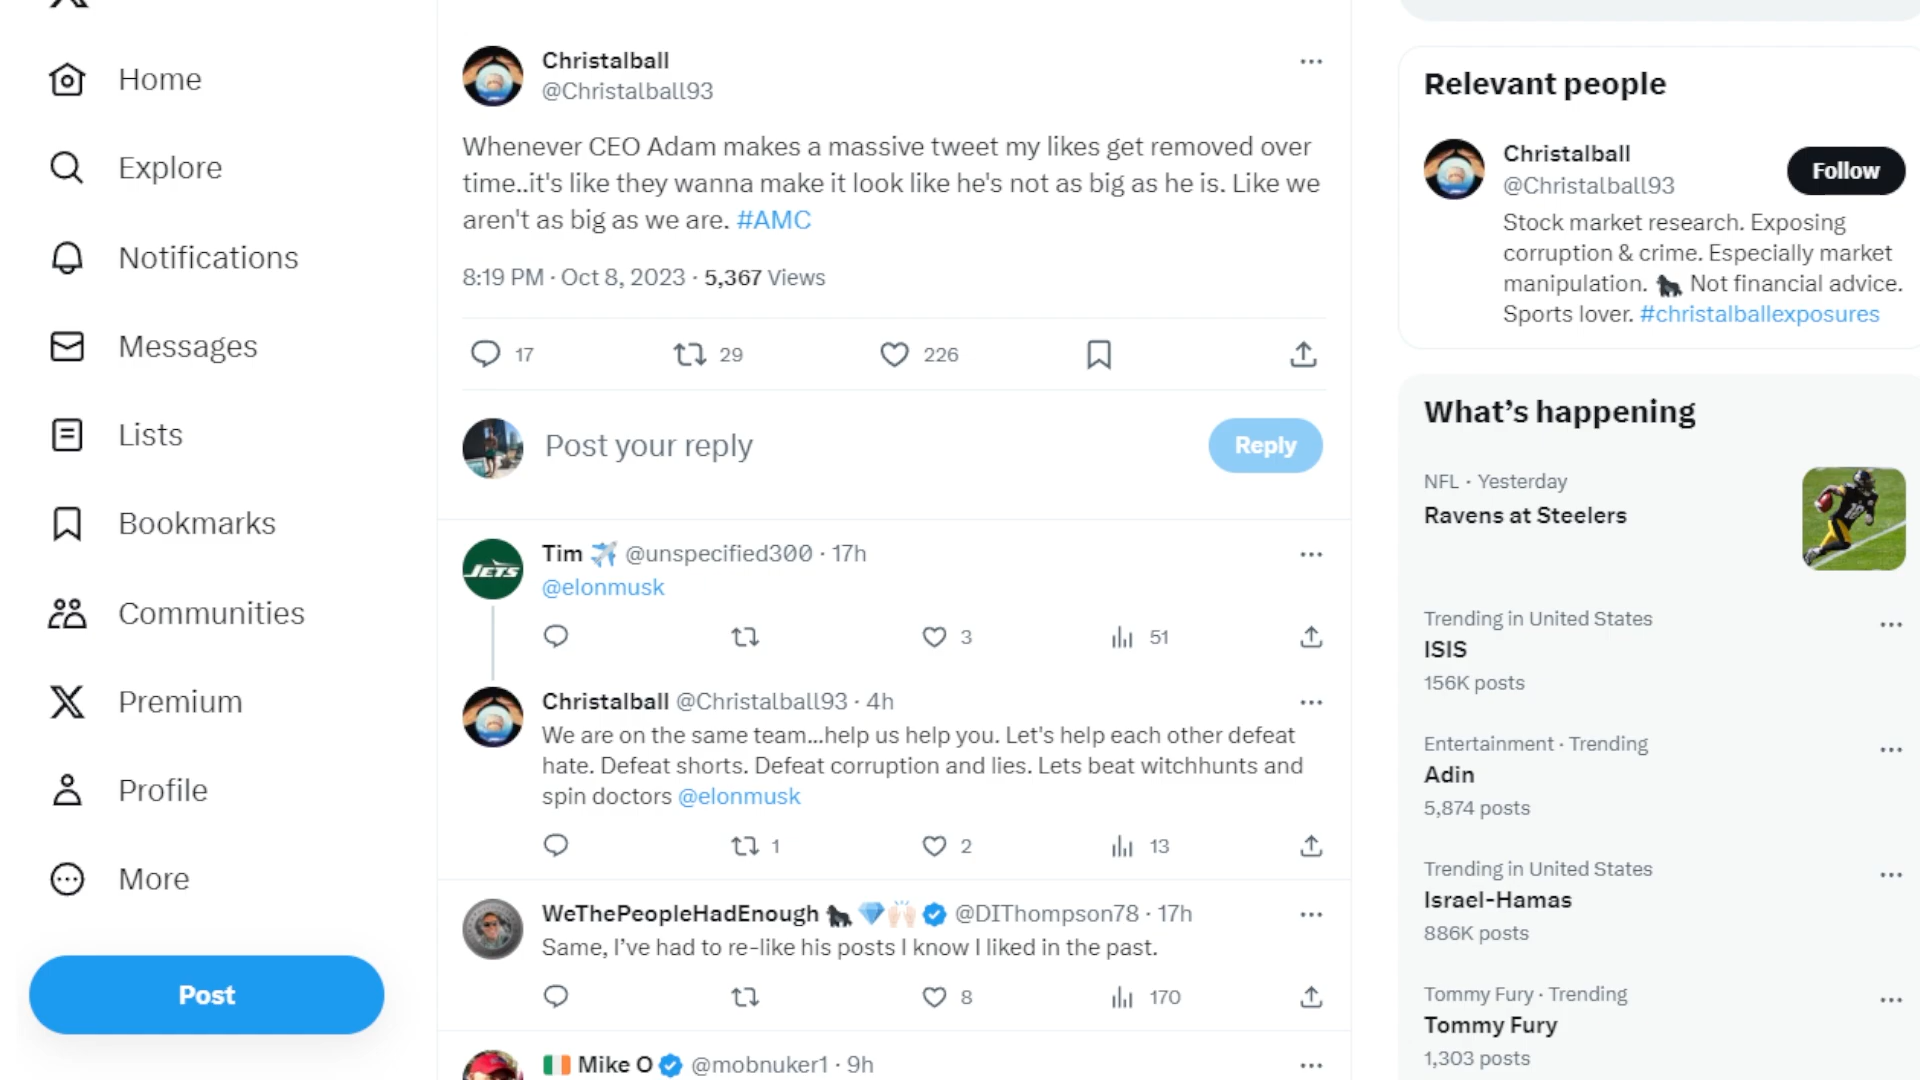 Home
Explore
Notifications
Messages
Lists
Bookmarks
Communities
Premium
Profile
More
Post
Christalball
@Christalball93
Whenever CEO Adam makes a massive tweet my likes get removed over
time..it's like they wanna make it look like he's not as big as he is. Like we
aren't as big as we are. #AMC
8:19 PM · Oct 8, 2023 · 5,367 Views
17 29 226
Post your reply
Reply
Tim @unspecified300 · 17h
JETS
@elonmusk
3 51
Christalball @Christalball93 · 4h
We are on the same team...help us help you. Let's help each other defeat
hate. Defeat shorts. Defeat corruption and lies. Lets beat witchhunts and
spin doctors @elonmusk
1 2 13
WeThePeopleHadEnough @DIThompson78 · 17h
Same, I’ve had to re-like his posts I know I liked in the past.
8 170
Mike O @mobnuker1 · 9h
Relevant people
Christalball
@Christalball93
Follow
Stock market research. Exposing
corruption & crime. Especially market
manipulation. 🦍 Not financial advice.
Sports lover. #christalballexposures
What’s happening
NFL · Yesterday
Ravens at Steelers
18
Trending in United States
ISIS
156K posts
Entertainment · Trending
Adin
5,874 posts
Trending in United States
Israel-Hamas
886K posts
Tommy Fury · Trending
Tommy Fury
1,303 posts